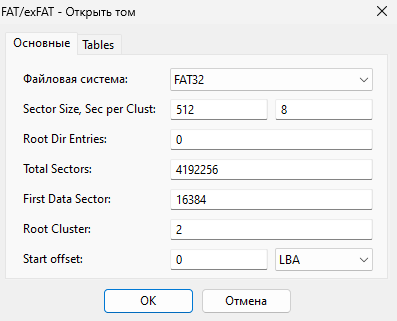 FAT/exFAT - Открыть том
Основные Tables
Файловая система: FAT32
Sector Size, Sec per Clust: 512 8
Root Dir Entries: 0
Total Sectors: 4192256
First Data Sector: 16384
Root Cluster: 2
Start offset: 0 LBA
OK Отмена